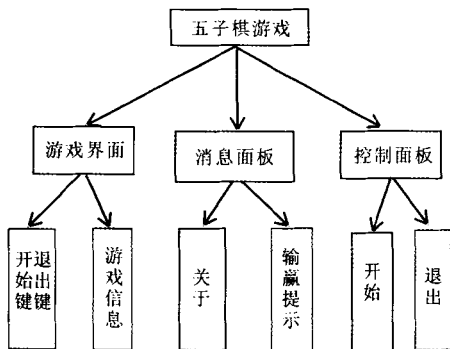 五子棋游戏
游戏界面
消息面板
控制面板
开始键
退出键
游戏信息
关于
输赢提示
开始
退出